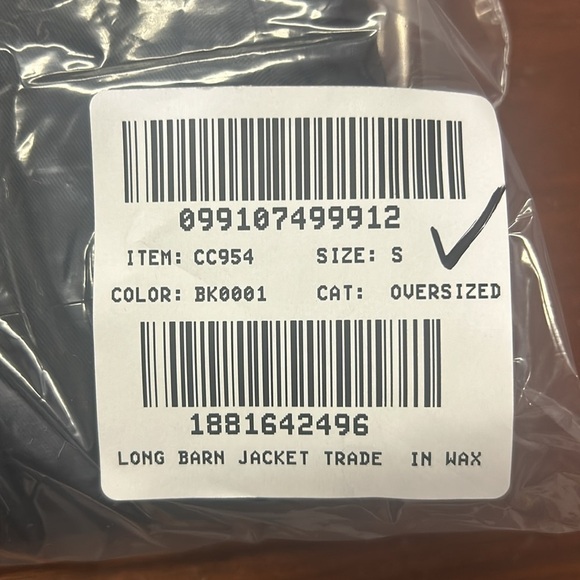 099107499912
ITEM: CC954 SIZE: S
COLOR: BK0001 CAT: OVERSIZED
1881642496
LONG BARN JACKET TRADE IN WAX